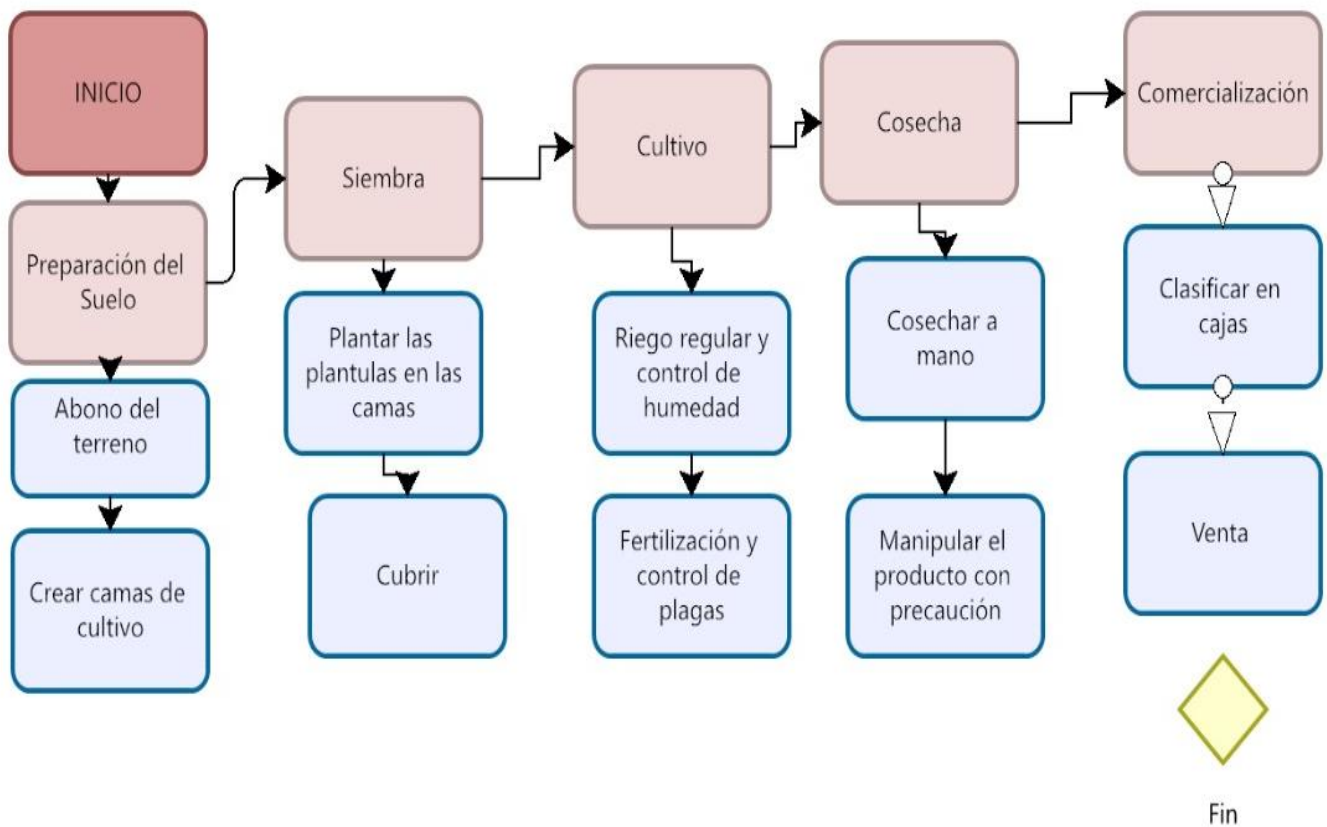 INICIO
Preparación del
Suelo
Abono del
terreno
Crear camas de
cultivo
Siembra
Plantar las
plantulas en las
camas
Cubrir
Cultivo
Riego regular y
control de
humedad
Fertilización y
control de
plagas
Cosecha
Cosechar a
mano
Manipular el
producto con
precaución
Comercialización
Clasificar en
cajas
Venta
Fin